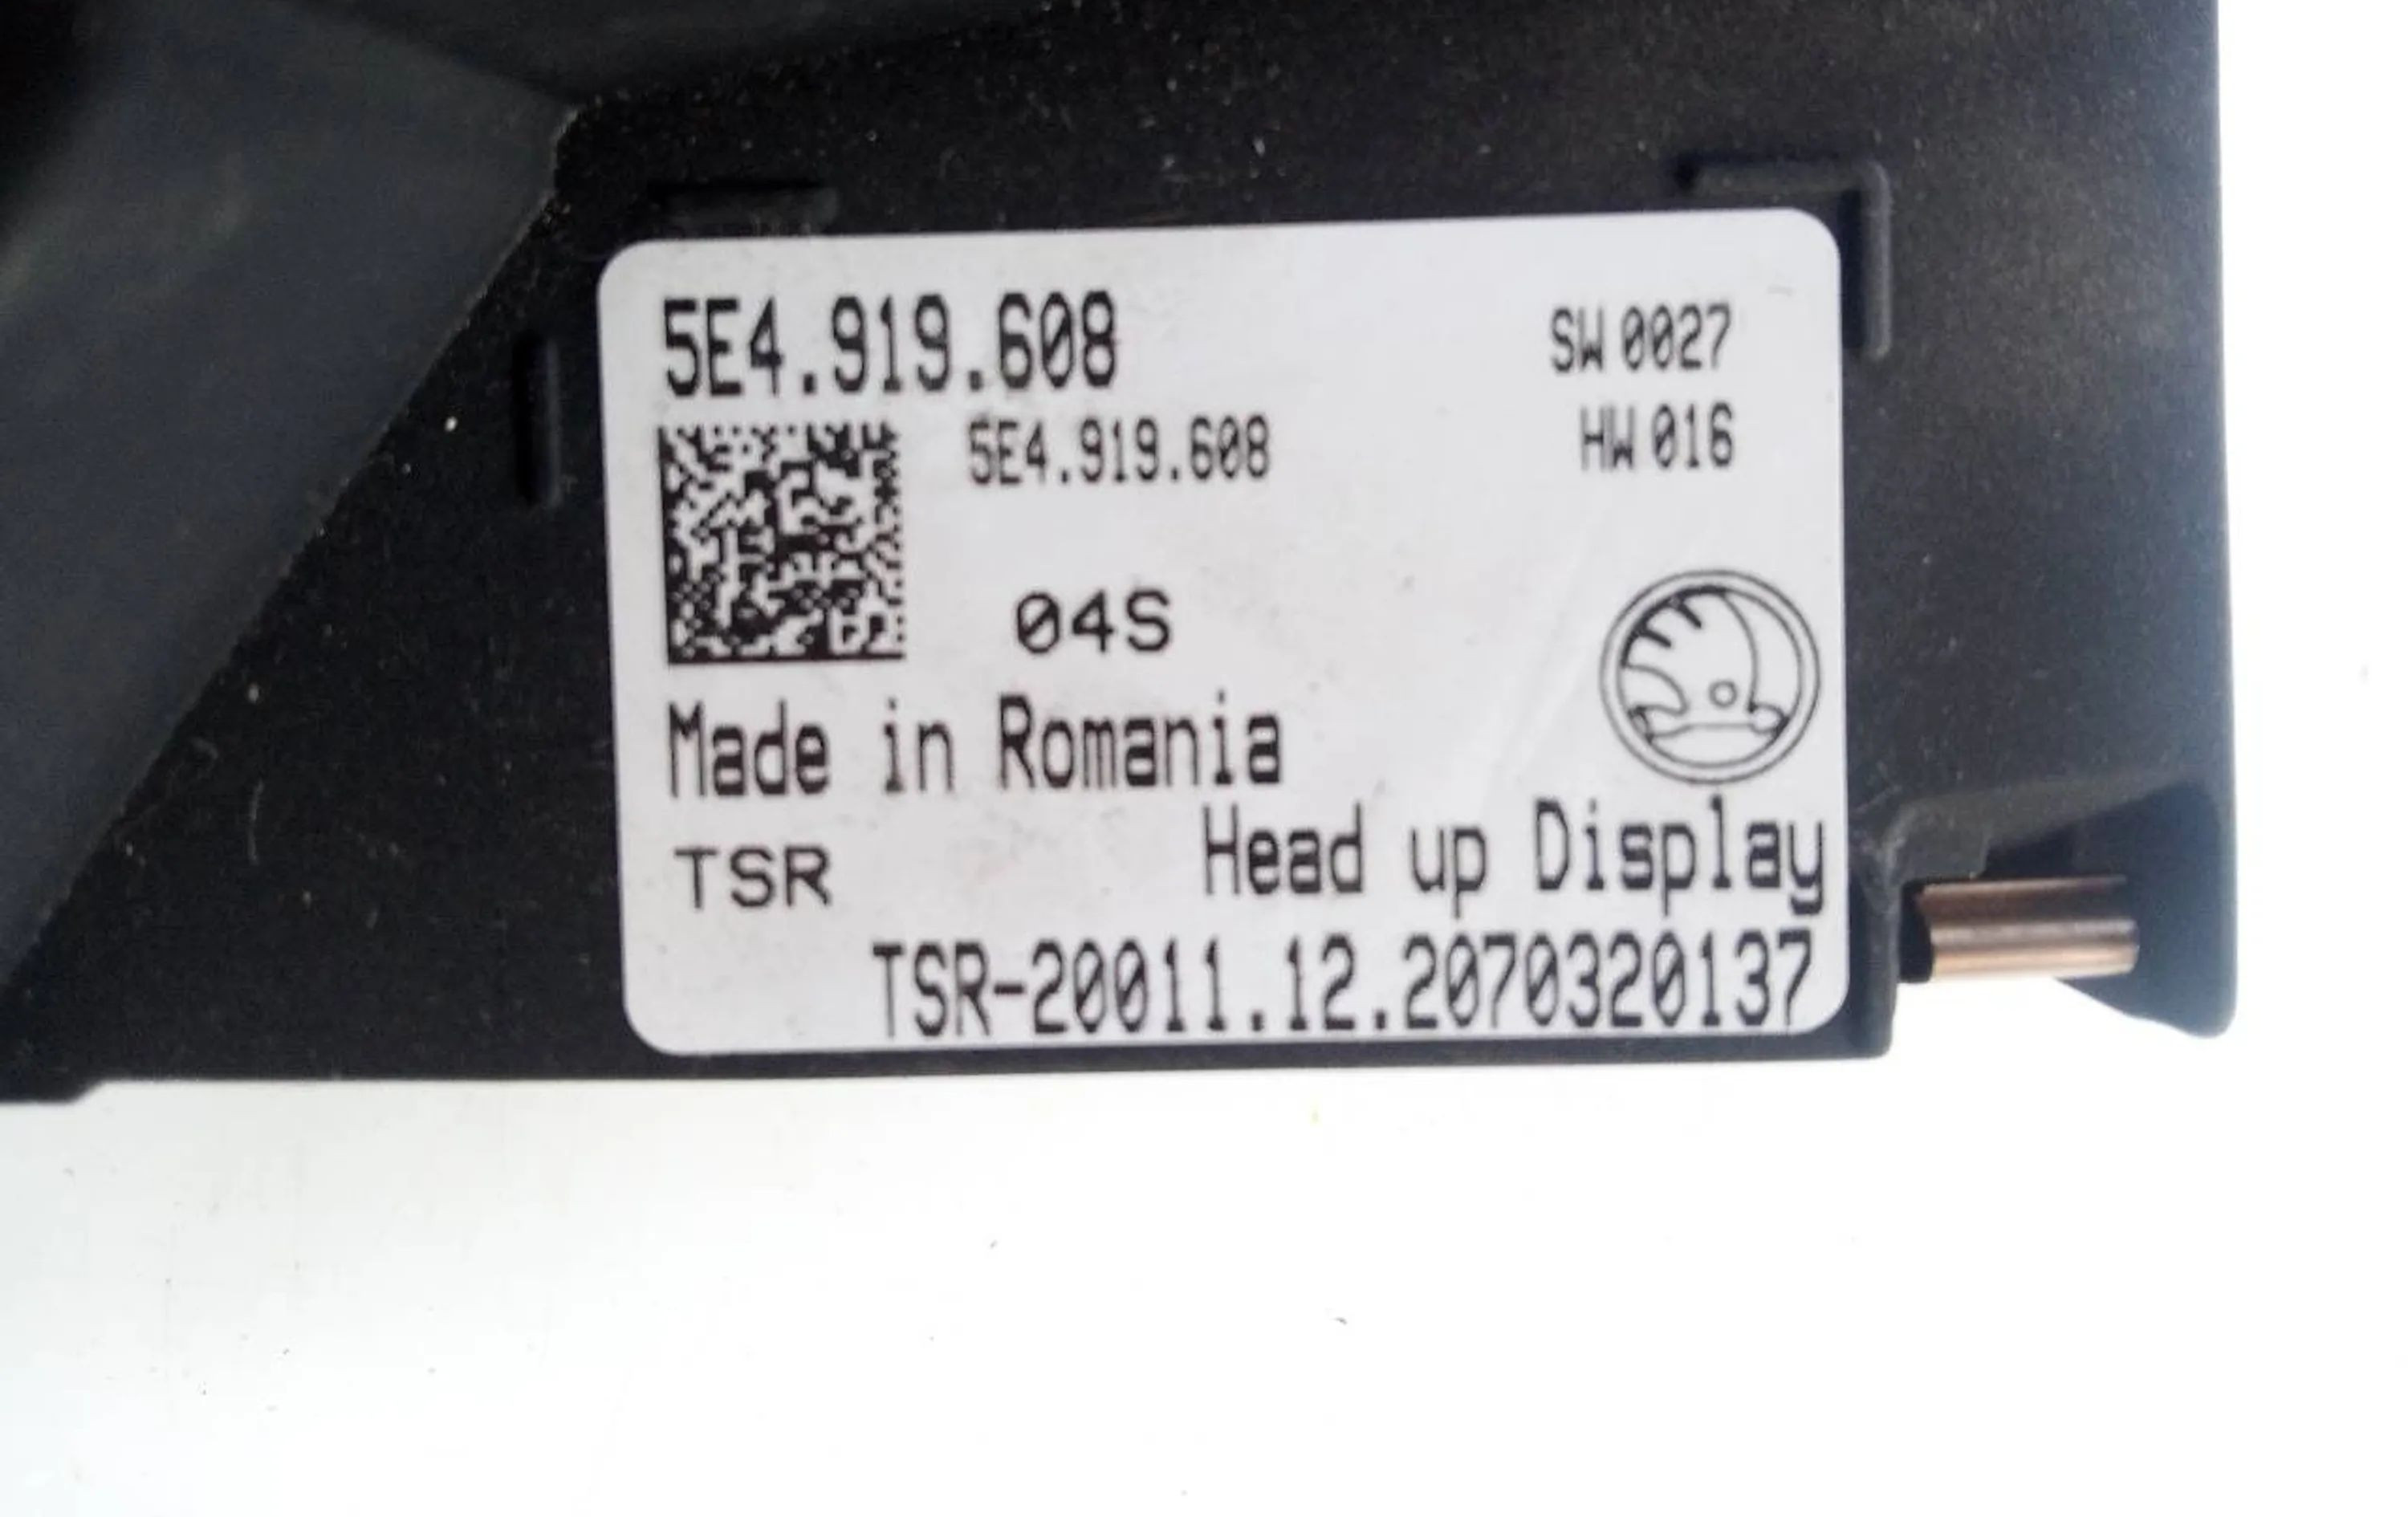 5E4.919.608
SW 0027
5E4.919.608
HW 016
04S
Made in Romania
TSR
Head up Display
TSR-20011.12.2070320137